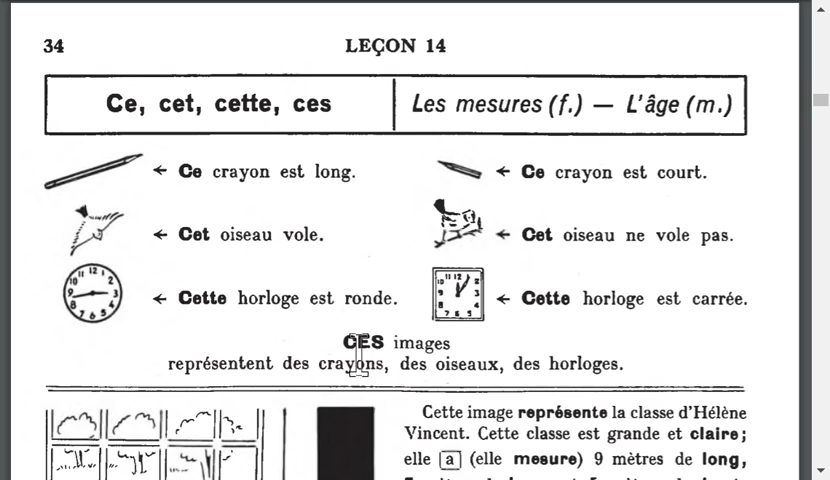 34 LEÇON 14
Ce, cet, cette, ces Les mesures (f.) — L'âge (m.)
← Ce crayon est long. ← Ce crayon est court.
← Cet oiseau vole. ← Cet oiseau ne vole pas.
← Cette horloge est ronde. ← Cette horloge est carrée.
CES images
représentent des crayons, des oiseaux, des horloges.
Cette image représente la classe d'Hélène
Vincent. Cette classe est grande et claire;
elle a (elle mesure) 9 mètres de long,